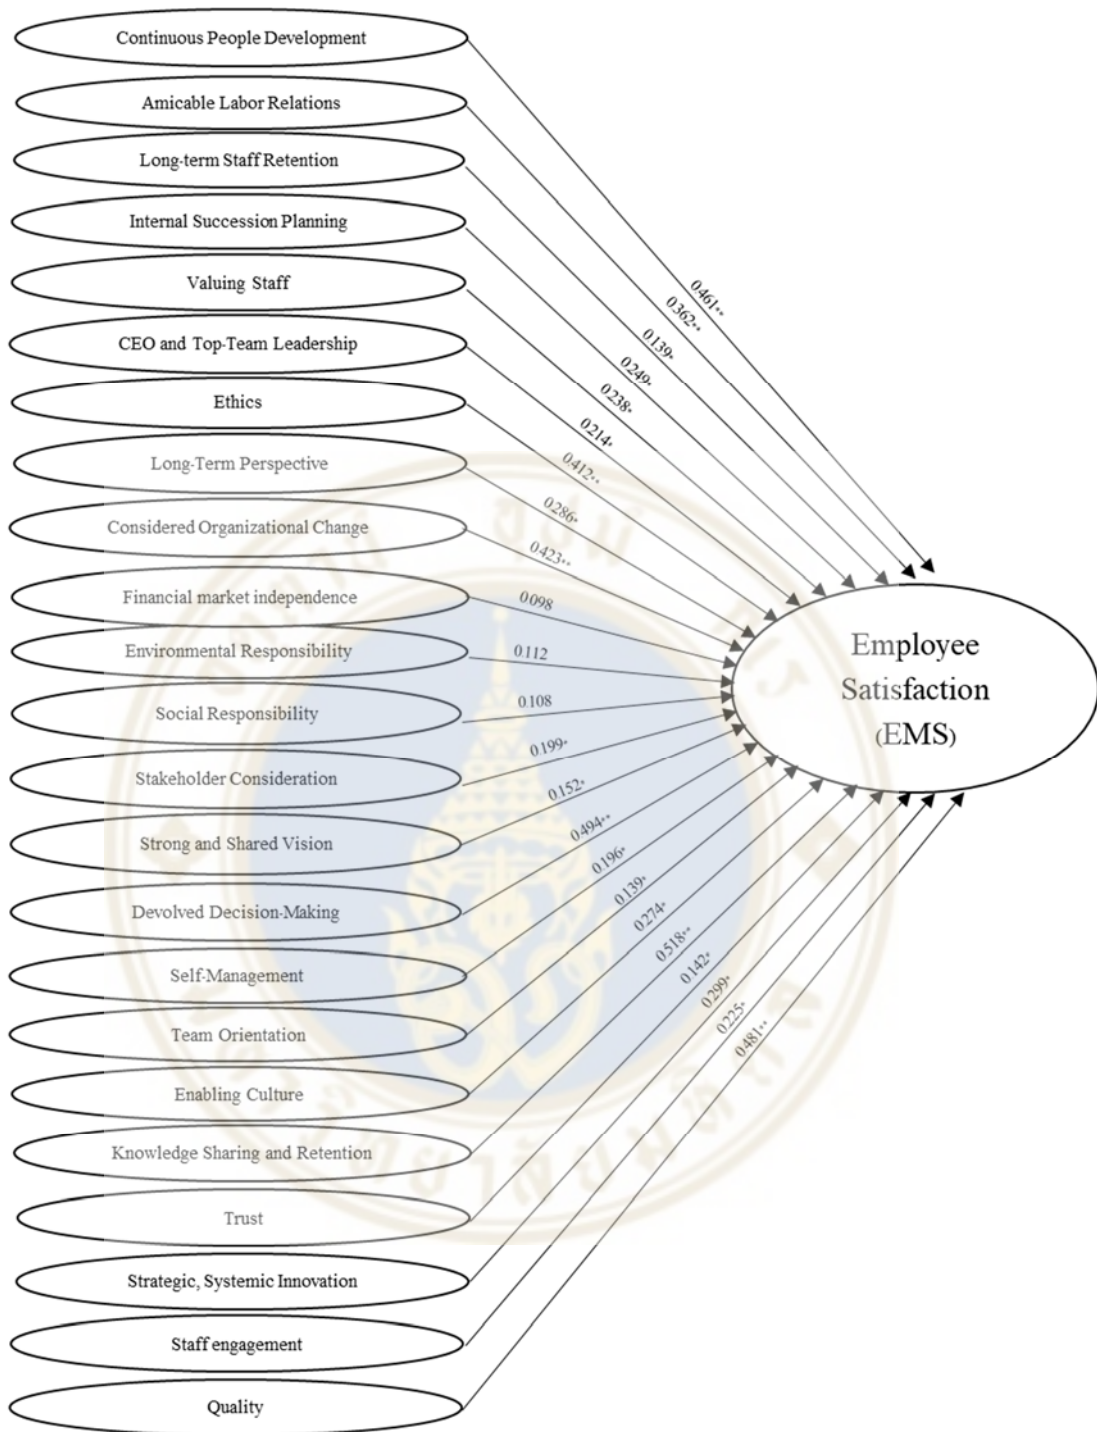 Continuous People Development
Amicable Labor Relations
Long-term Staff Retention
Internal Succession Planning
Valuing Staff
CEO and Top-Team Leadership
Ethics
Long-Term Perspective
Considered Organizational Change
Financial market independence
Environmental Responsibility
Social Responsibility
Stakeholder Consideration
Strong and Shared Vision
Devolved Decision-Making
Self-Management
Team Orientation
Enabling Culture
Knowledge Sharing and Retention
Trust
Strategic, Systemic Innovation
Staff engagement
Quality
0.461**
0.362**
0.139*
0.249*
0.238*
0.214*
0.412**
0.286*
0.423**
0.098
0.112
0.108
0.199*
0.152*
0.494**
0.196*
0.139*
0.274*
0.518**
0.142*
0.299*
0.225*
0.481**
Employee
Satisfaction
(EMS)